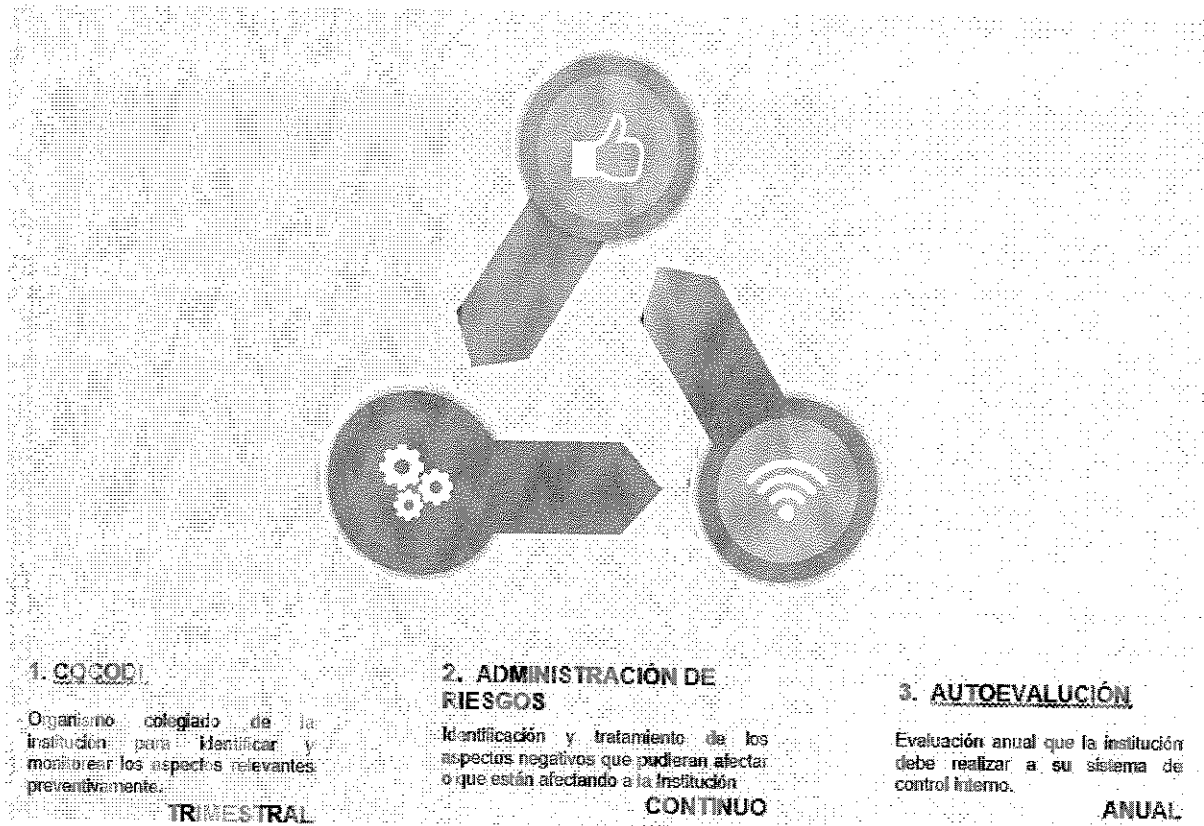 1. COCODI
Organismo colegiado de la
institución para identificar y
monitorear los aspectos relevantes
preventivamente.
TRIMESTRAL
2. ADMINISTRACIÓN DE
RIESGOS
Identificación y tratamiento de los
aspectos negativos que pudieran afectar
o que están afectando a la Institución
CONTINUO
3. AUTOEVALUCIÓN
Evaluación anual que la institución
debe realizar a su sistema de
control interno.
ANUAL